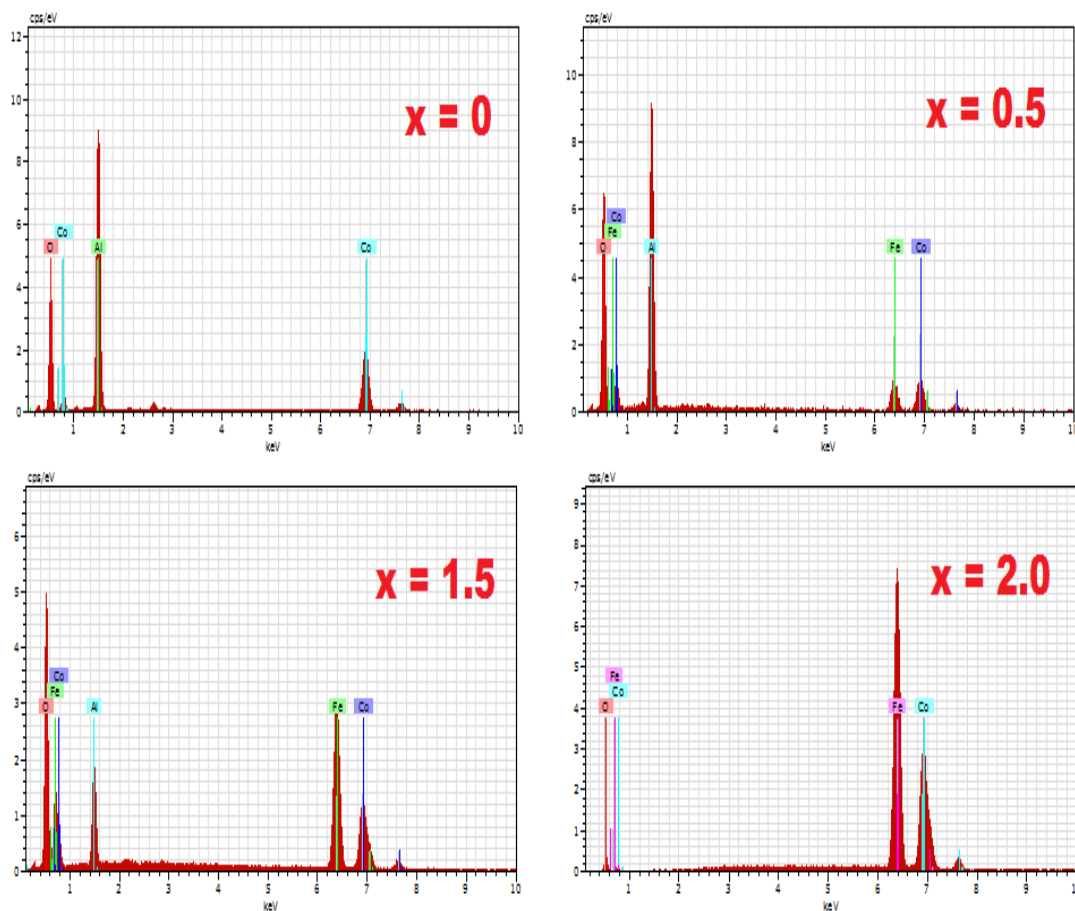 cps/eV
12
10
8
6
4
2
0
x = 0
Co
O
Al
Co
1 2 3 4 5 6 7 8 9 10
keV
cps/eV
10
8
6
4
2
0
x = 0.5
Co
Fe
O
Al
Fe
Co
1 2 3 4 5 6 7 8 9 10
keV
cps/eV
6
5
4
3
2
1
0
x = 1.5
Co
Fe
O
Al
Fe
Co
1 2 3 4 5 6 7 8 9 10
keV
cps/eV
9
8
7
6
5
4
3
2
1
0
x = 2.0
Fe
Co
O
Fe
Co
1 2 3 4 5 6 7 8 9
keV